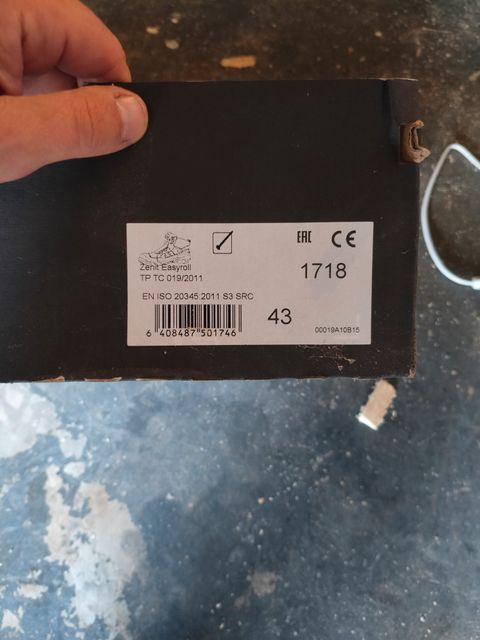 EAC CE
Zenit Easyroll
TP TC 019/2011
1718
EN ISO 20345:2011 S3 SRC
6 408487 501746
43
00019A10B15